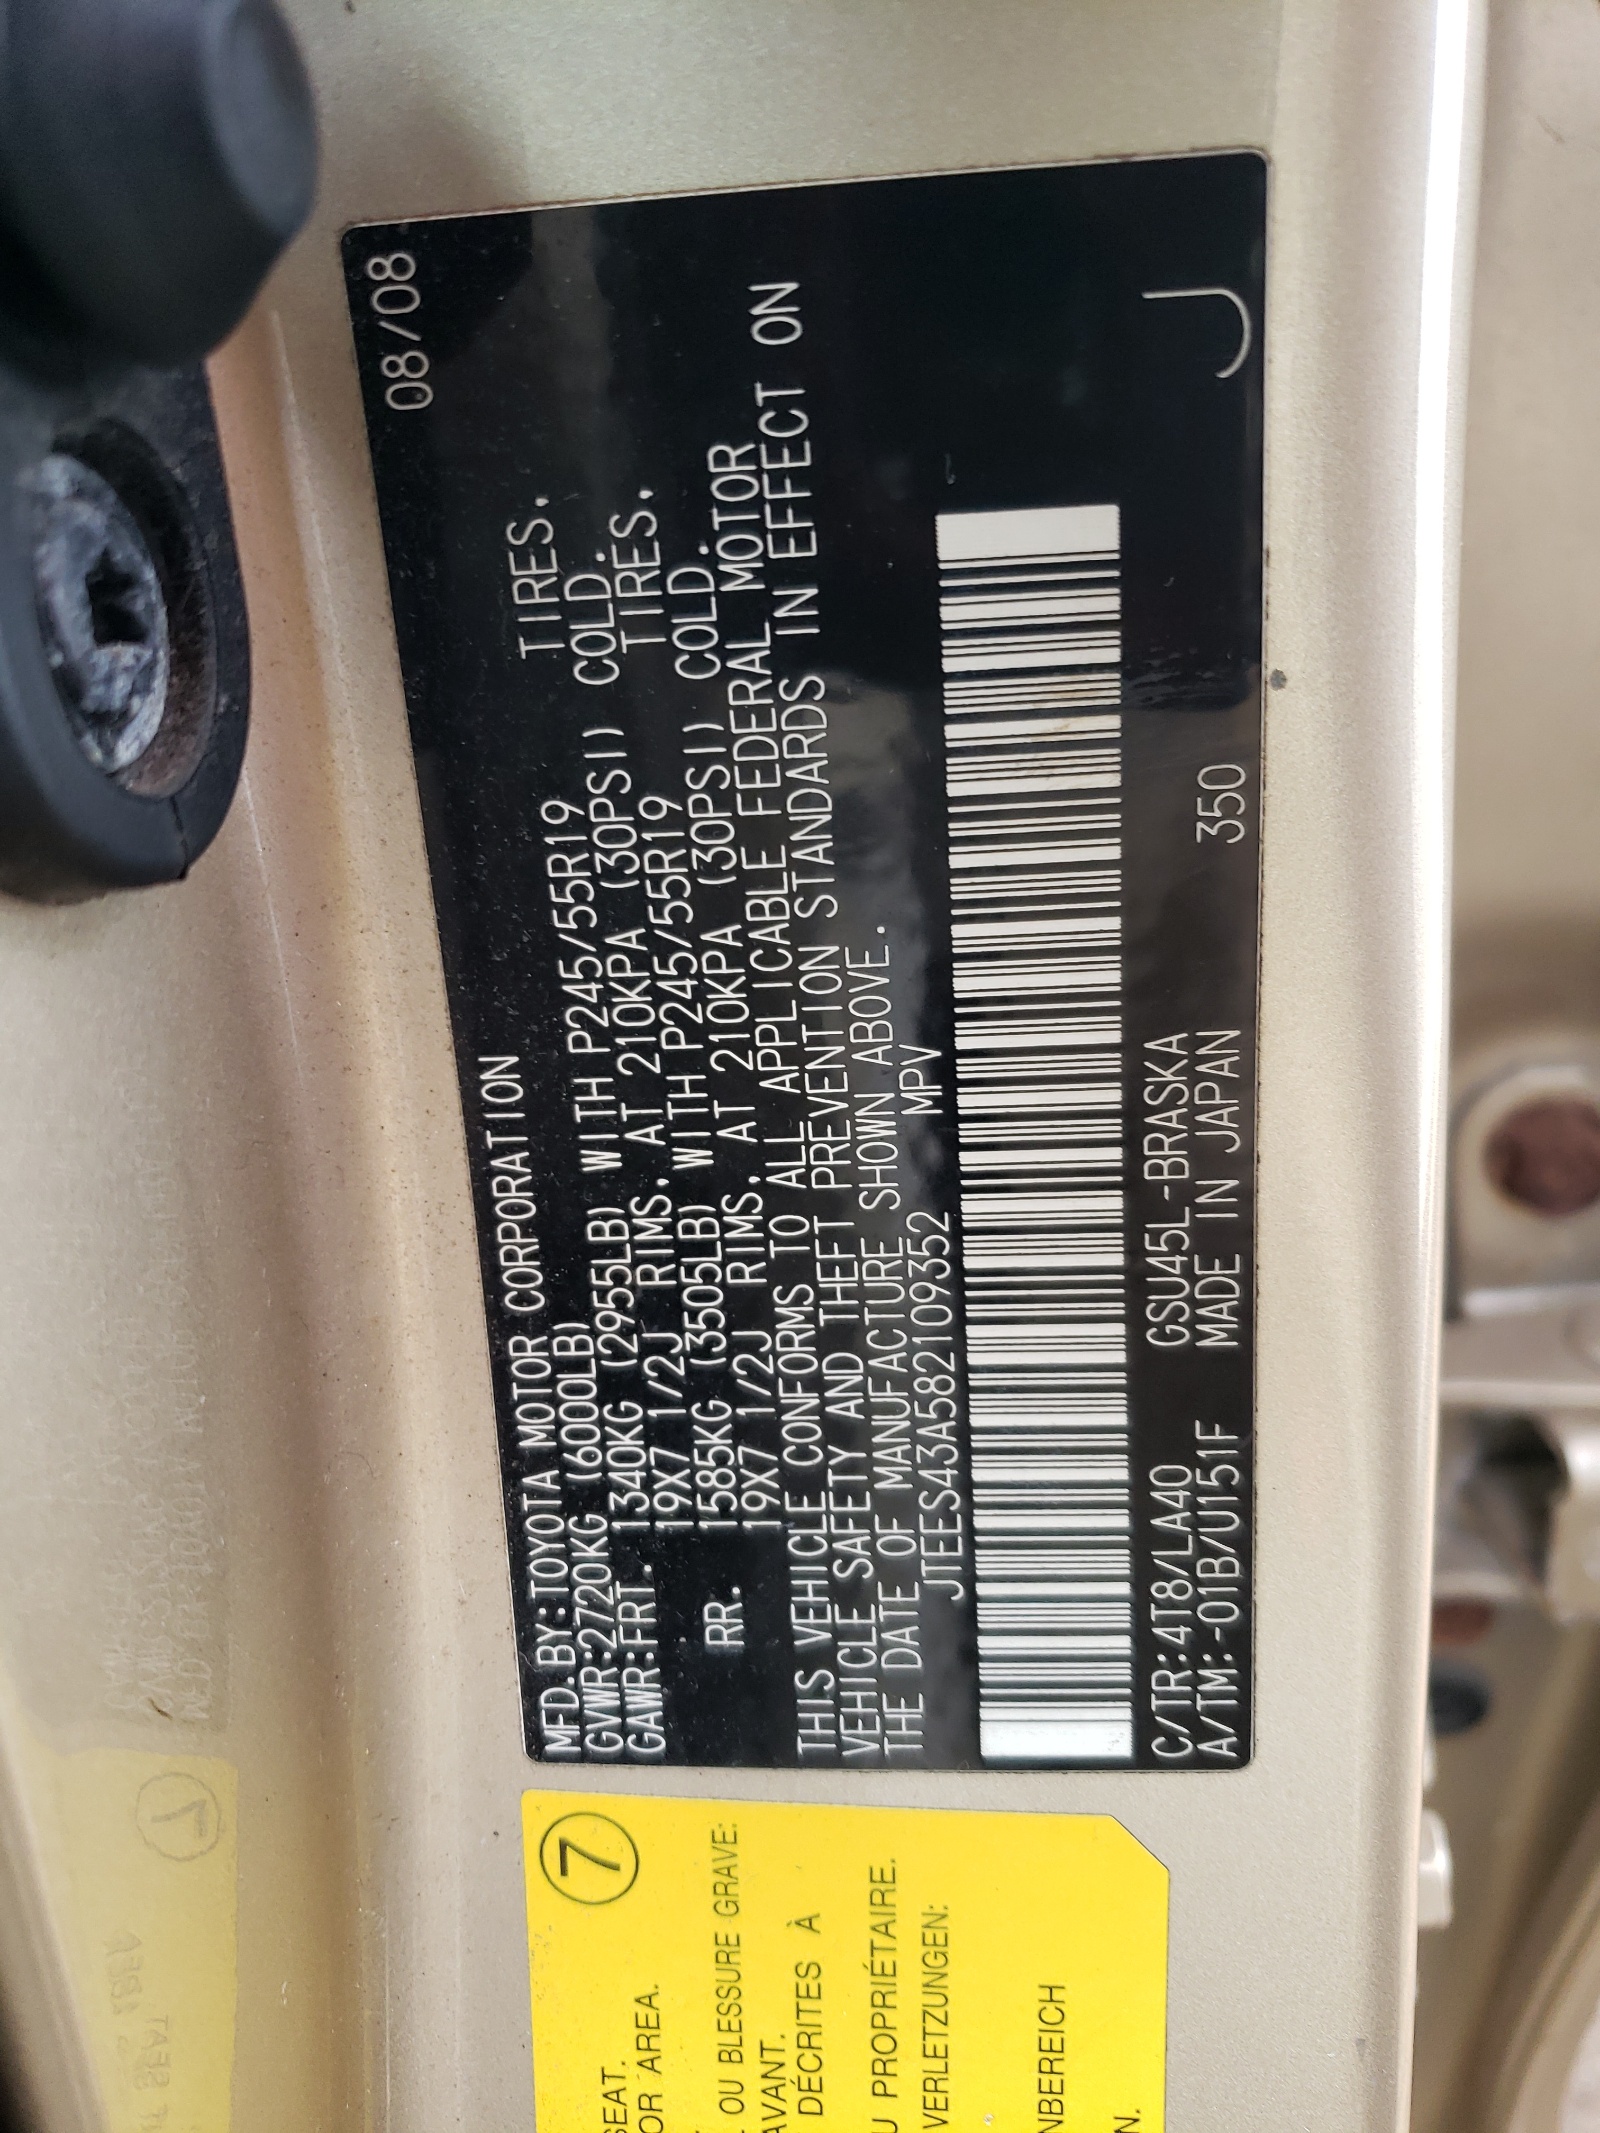 08/08
MFD.BY:TOYOTA MOTOR CORPORATION
GVWR:2720KG (6000LB)
GAWR:FRT. 1340KG (2955LB) WITH P245/55R19 TIRES,
19X7 1/2J RIMS, AT 210KPA (30PSI) COLD.
RR. 1585KG (3505LB) WITH P245/55R19 TIRES,
19X7 1/2J RIMS, AT 210KPA (30PSI) COLD.
THIS VEHICLE CONFORMS TO ALL APPLICABLE FEDERAL MOTOR
VEHICLE SAFETY AND THEFT PREVENTION STANDARDS IN EFFECT ON
THE DATE OF MANUFACTURE SHOWN ABOVE.
JTEES43A582109352 MPV
C/TR:4T8/LA40 GSU45L-BRASKA
A/TM:-01B/U151F MADE IN JAPAN 350 J
7
SEAT.
OR AREA.
OU BLESSURE GRAVE:
AVANT.
DÉCRITES À
U PROPRIÉTAIRE.
VERLETZUNGEN:
NBEREICH
N.